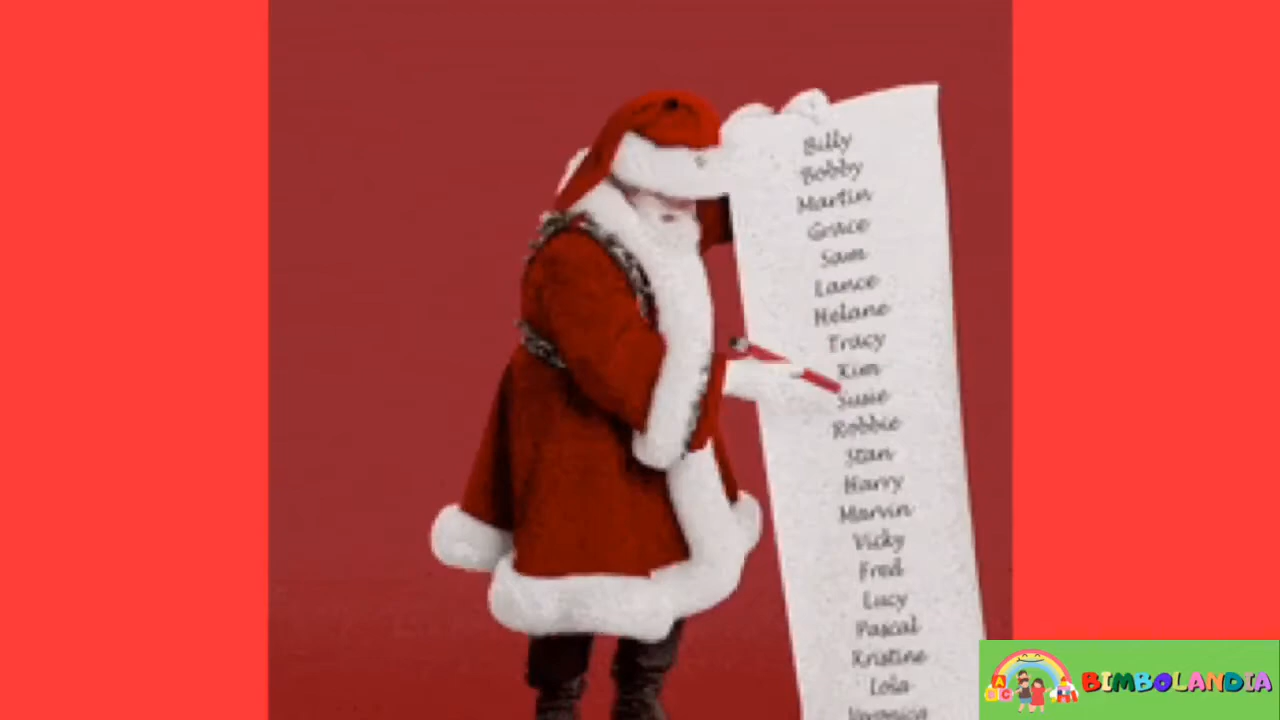 Billy
Bobby
Martin
Grace
Sam
Lance
Helane
Tracy
Kim
Susie
Robbie
Stan
Harry
Marvin
Vicky
Fred
Lucy
Pascal
Kristine
Lola
Veronica
BIMBOLANDIA